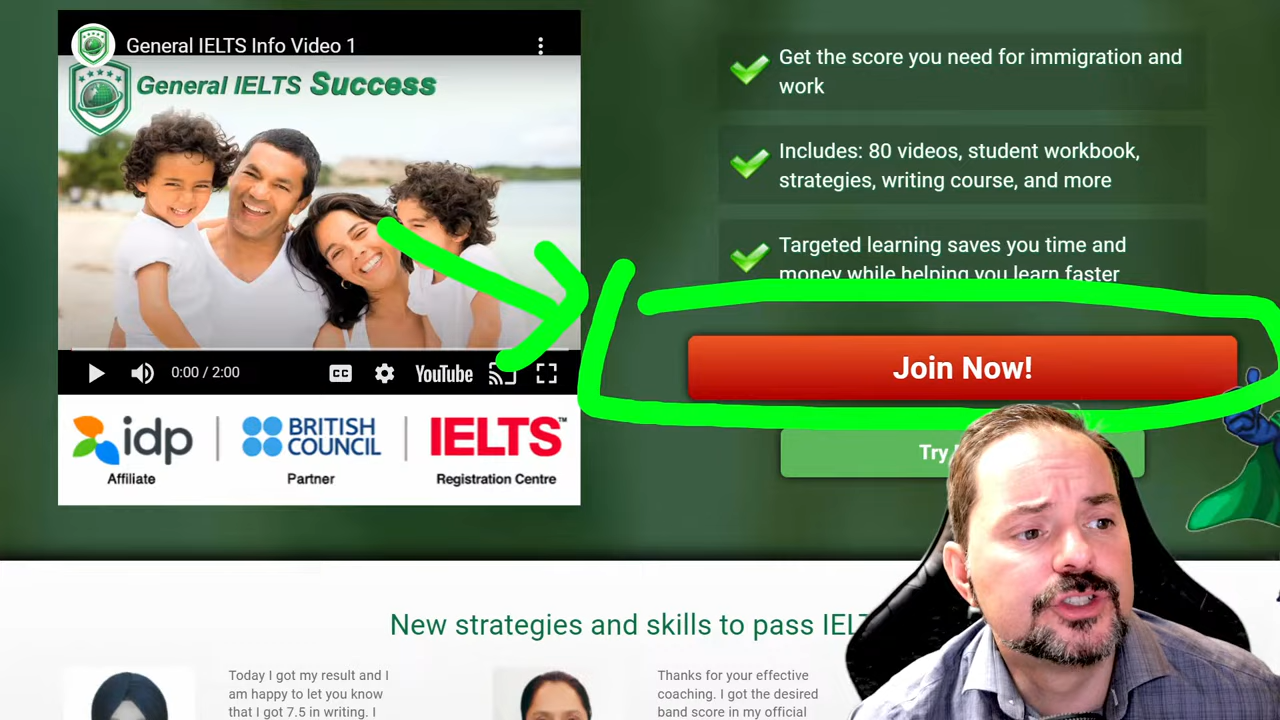 General IELTS Info Video 1
General IELTS Success
0:00 / 2:00
CC
YouTube
idp
Affiliate
BRITISH
COUNCIL
Partner
IELTS™
Registration Centre
Get the score you need for immigration and
work
Includes: 80 videos, student workbook,
strategies, writing course, and more
Targeted learning saves you time and
money while helping you learn faster
Join Now!
Try
New strategies and skills to pass IELT
Today I got my result and I
am happy to let you know
that I got 7.5 in writing. I
Thanks for your effective
coaching. I got the desired
band score in my official